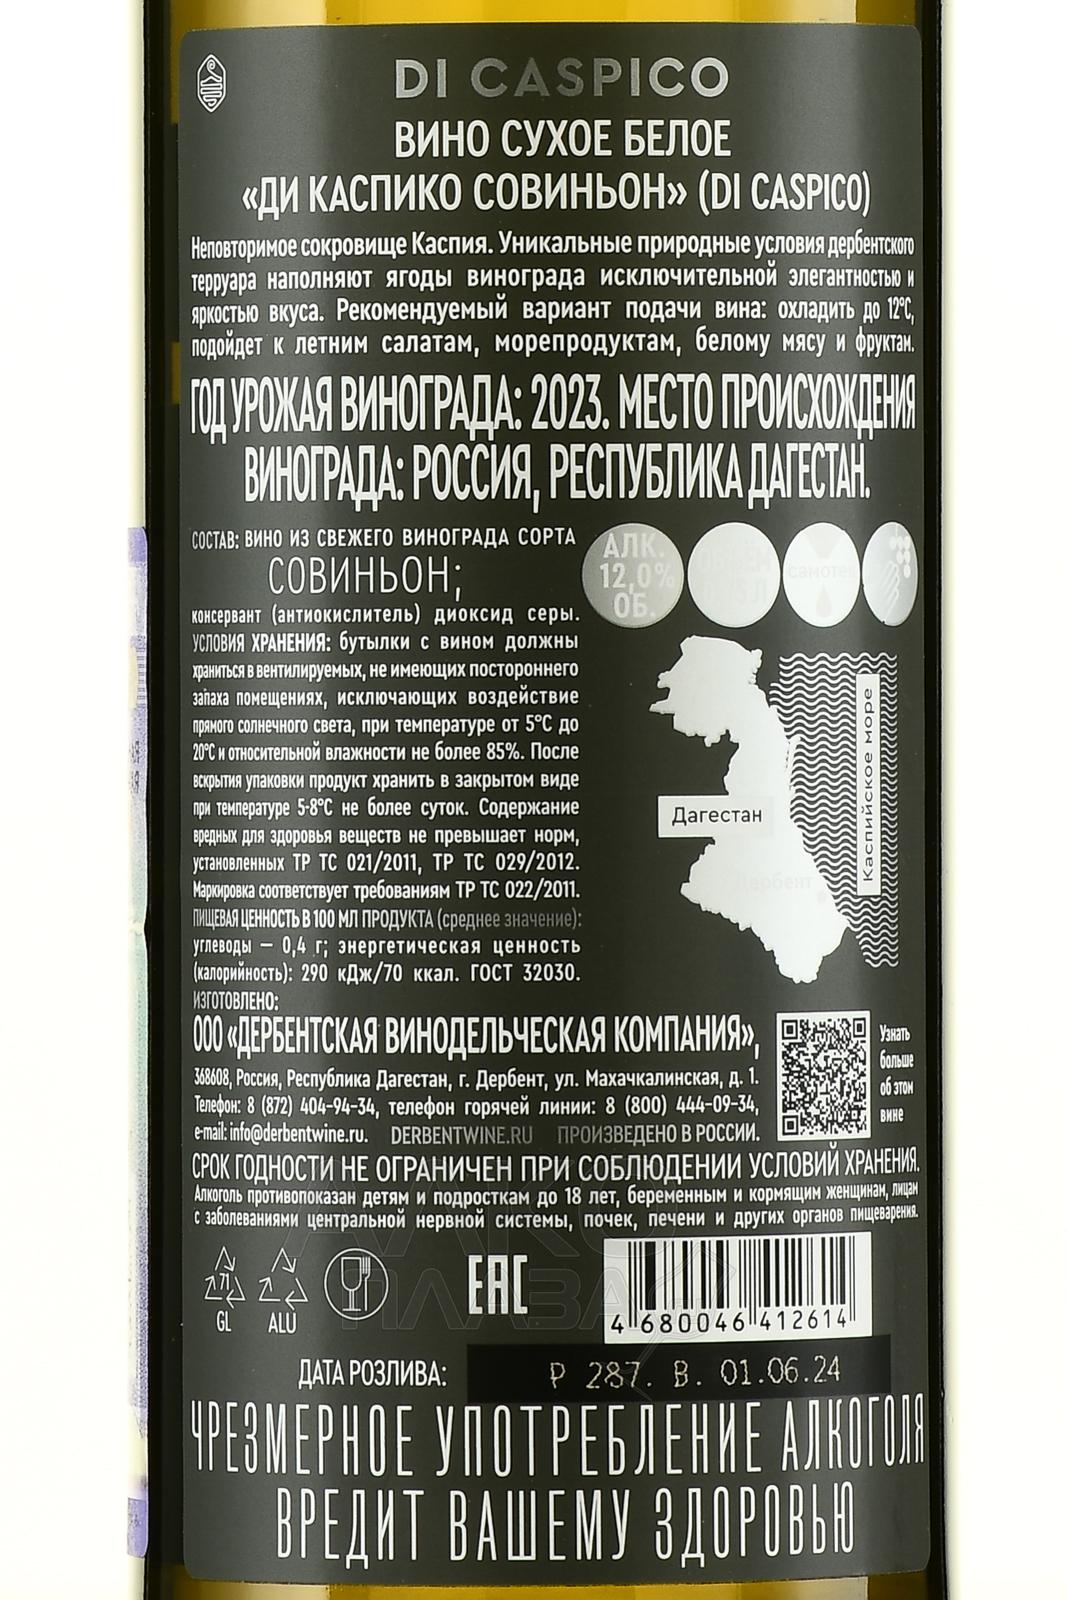 DI CASPICO
ВИНО СУХОЕ БЕЛОЕ
«ДИ КАСПИКО СОВИНЬОН» (DI CASPICO)
Неповторимое сокровище Каспия. Уникальные природные условия дербентского
терруара наполняют ягоды винограда исключительной элегантностью и
яркостью вкуса. Рекомендуемый вариант подачи вина: охладить до 12°C,
подойдет к летним салатам, морепродуктам, белому мясу и фруктам.
ГОД УРОЖАЯ ВИНОГРАДА: 2023. МЕСТО ПРОИСХОЖДЕНИЯ
ВИНОГРАДА: РОССИЯ, РЕСПУБЛИКА ДАГЕСТАН.
СОСТАВ: ВИНО ИЗ СВЕЖЕГО ВИНОГРАДА СОРТА
СОВИНЬОН;
консервант (антиокислитель) диоксид серы.
УСЛОВИЯ ХРАНЕНИЯ: бутылки с вином должны
храниться в вентилируемых, не имеющих постороннего
запаха помещениях, исключающих воздействие
прямого солнечного света, при температуре от 5°C до
20°C и относительной влажности не более 85%. После
вскрытия упаковки продукт хранить в закрытом виде
при температуре 5-8°C не более суток. Содержание
вредных для здоровья веществ не превышает норм,
установленных ТР ТС 021/2011, ТР ТС 029/2012.
Маркировка соответствует требованиям ТР ТС 022/2011.
ПИЩЕВАЯ ЦЕННОСТЬ В 100 МЛ ПРОДУКТА (среднее значение):
углеводы — 0,4 г; энергетическая ценность
(калорийность): 290 кДж/70 ккал. ГОСТ 32030.
АЛК.
12,0%
ОБ.
ОБЪЕМ
0,75 Л
самотек
Дагестан
Дербент
Каспийское море
ИЗГОТОВЛЕНО:
ООО «ДЕРБЕНТСКАЯ ВИНОДЕЛЬЧЕСКАЯ КОМПАНИЯ»,
368608, Россия, Республика Дагестан, г. Дербент, ул. Махачкалинская, д. 1.
Телефон: 8 (872) 404-94-34, телефон горячей линии: 8 (800) 444-09-34,
e-mail: info@derbentwine.ru. DERBENTWINE.RU ПРОИЗВЕДЕНО В РОССИИ.
Узнать
больше
об этом
вине
СРОК ГОДНОСТИ НЕ ОГРАНИЧЕН ПРИ СОБЛЮДЕНИИ УСЛОВИЙ ХРАНЕНИЯ.
Алкоголь противопоказан детям и подросткам до 18 лет, беременным и кормящим женщинам, лицам
с заболеваниями центральной нервной системы, почек, печени и других органов пищеварения.
АЛКО
ПЛАЗА
71
GL
ALU
EAC
4 680046 412614
ДАТА РОЗЛИВА:
Р 287. В. 01.06.24
ЧРЕЗМЕРНОЕ УПОТРЕБЛЕНИЕ АЛКОГОЛЯ
ВРЕДИТ ВАШЕМУ ЗДОРОВЬЮ